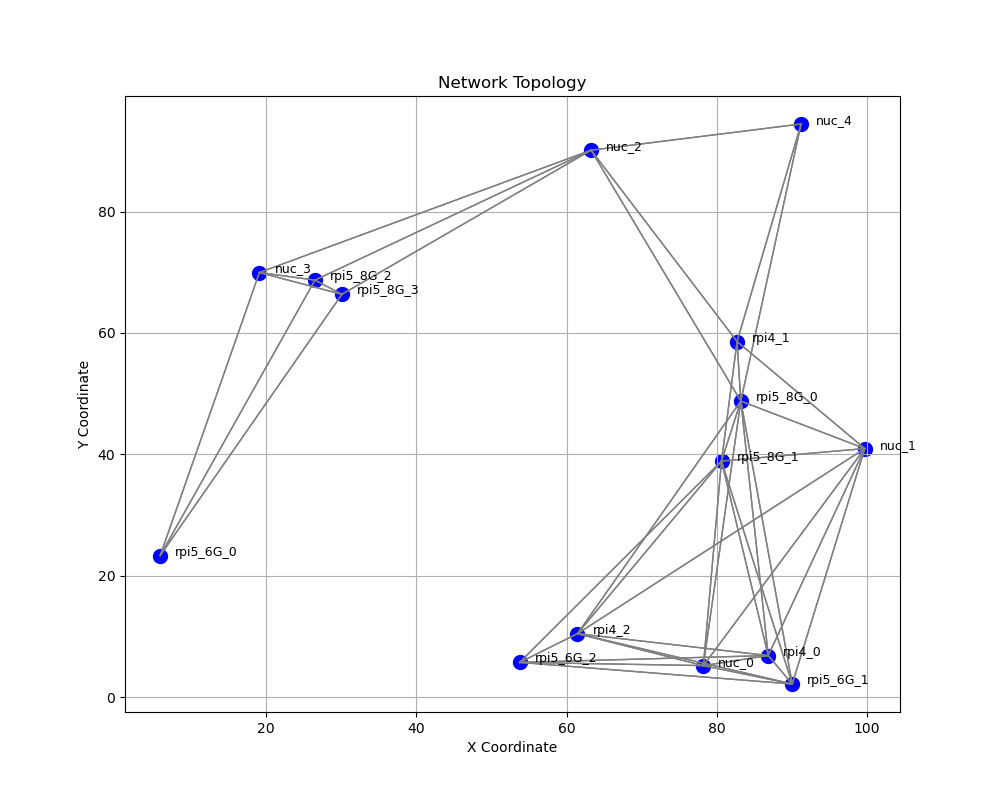 Network Topology
nuc_4
nuc_2
nuc_3
rpi5_8G_2
rpi5_8G_3
rpi4_1
rpi5_8G_0
nuc_1
rpi5_8G_1
rpi5_6G_0
rpi4_2
rpi5_6G_2
nuc_0
rpi4_0
rpi5_6G_1
Y Coordinate
80
60
40
20
0
20
40
60
80
100
X Coordinate